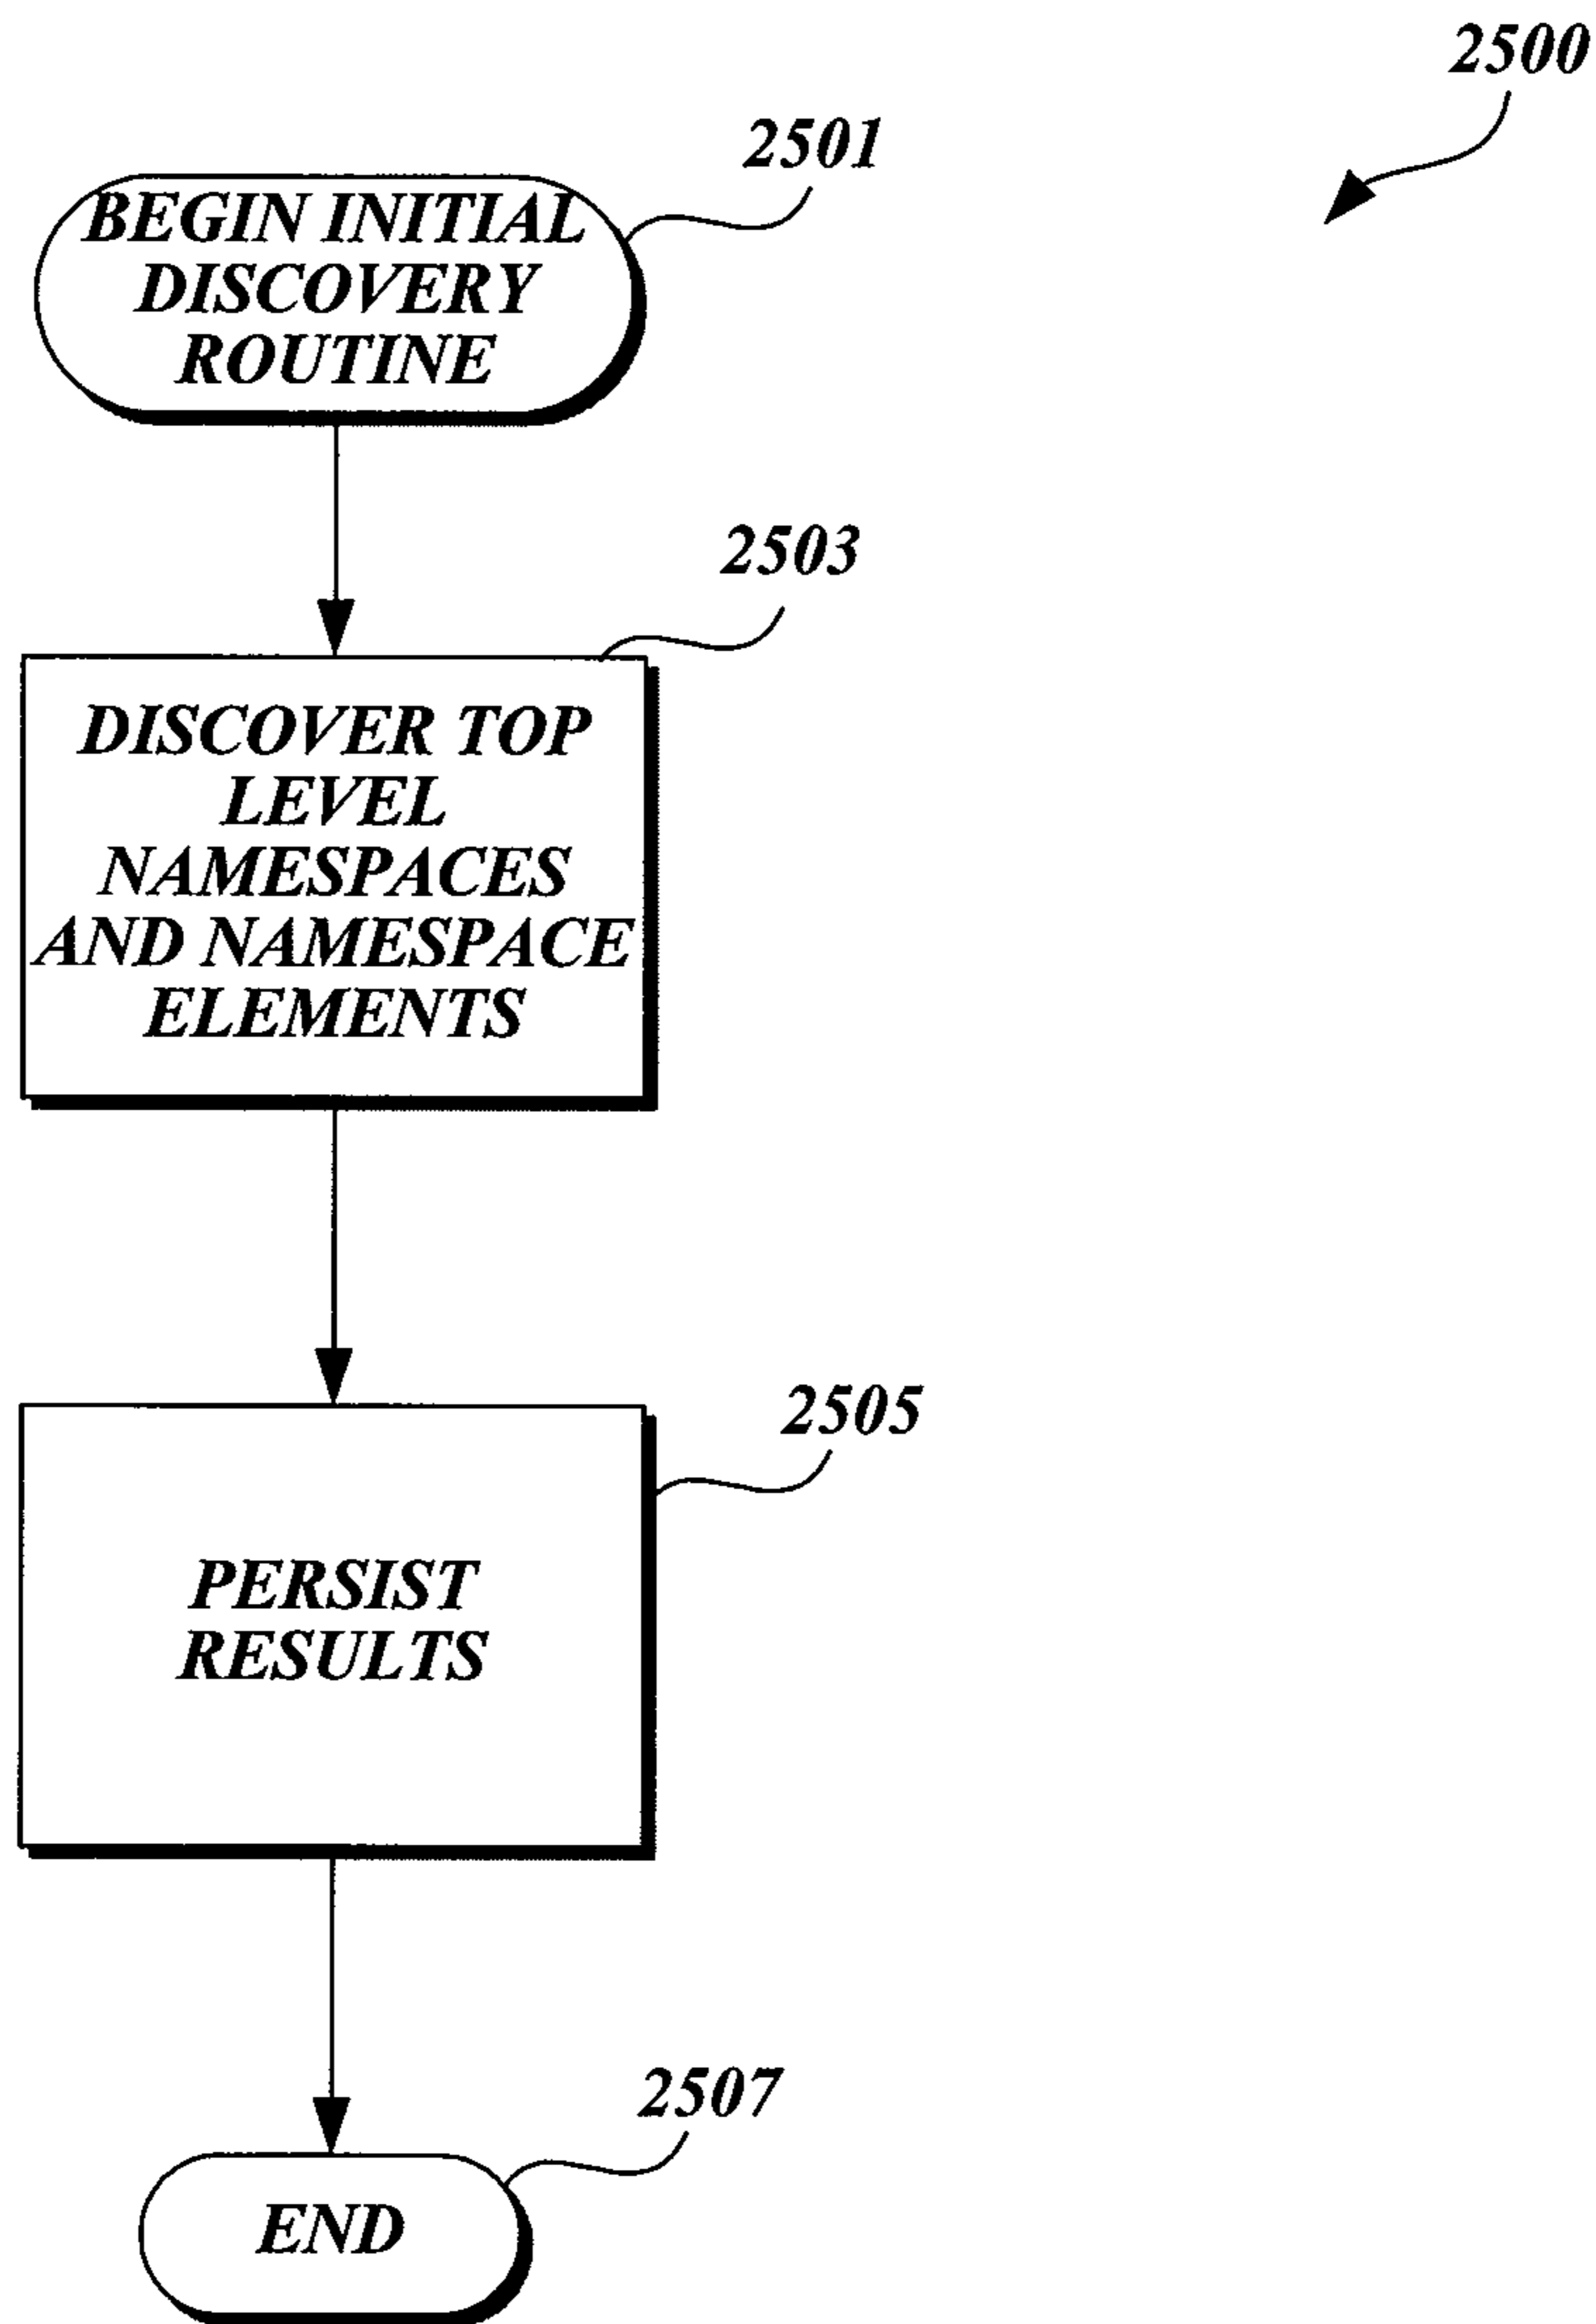 2500
2501
BEGIN INITIAL
DISCOVERY
ROUTINE
2503
DISCOVER TOP
LEVEL
NAMESPACES
AND NAMESPACE
ELEMENTS
2505
PERSIST
RESULTS
2507
END